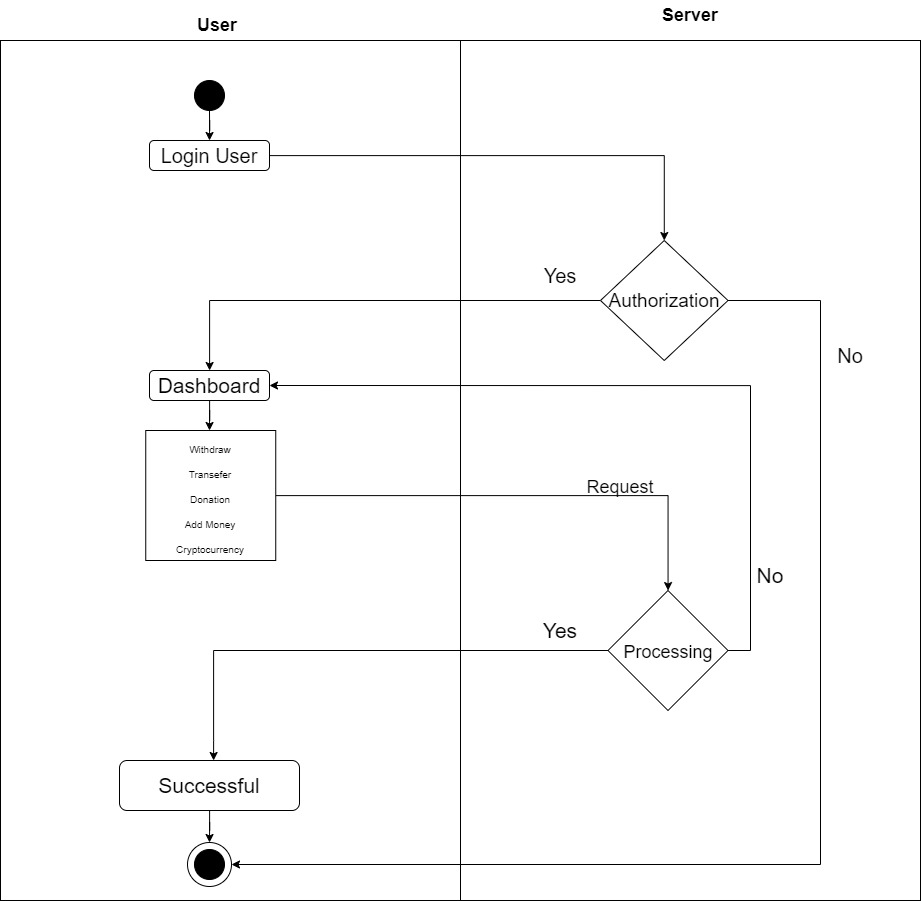 User
Server
Login User
Yes
Authorization
No
Dashboard
Withdraw
Transefer
Donation
Add Money
Cryptocurrency
Request
No
Yes
Processing
Successful